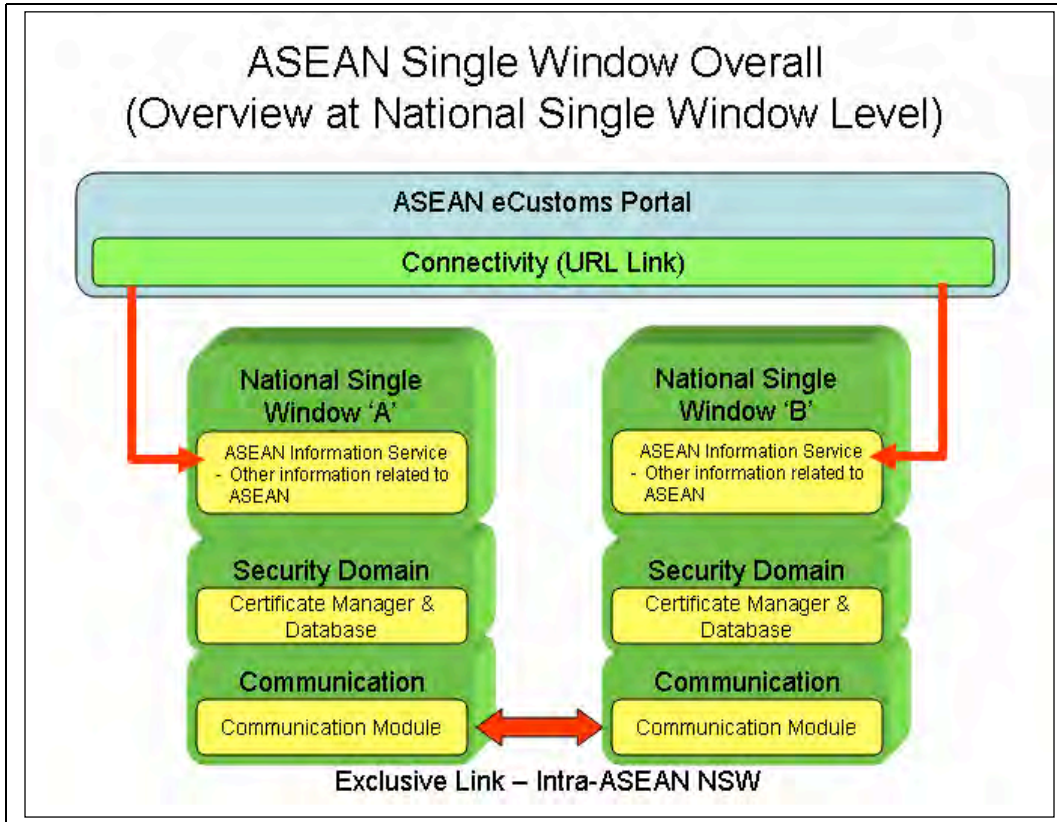 ASEAN Single Window Overall
(Overview at National Single Window Level)
ASEAN eCustoms Portal
Connectivity (URL Link)
National Single
Window ‘A’
ASEAN Information Service
- Other information related to
ASEAN
Security Domain
Certificate Manager &
Database
Communication
Communication Module
National Single
Window ‘B’
ASEAN Information Service
- Other information related to
ASEAN
Security Domain
Certificate Manager &
Database
Communication
Communication Module
Exclusive Link – Intra-ASEAN NSW